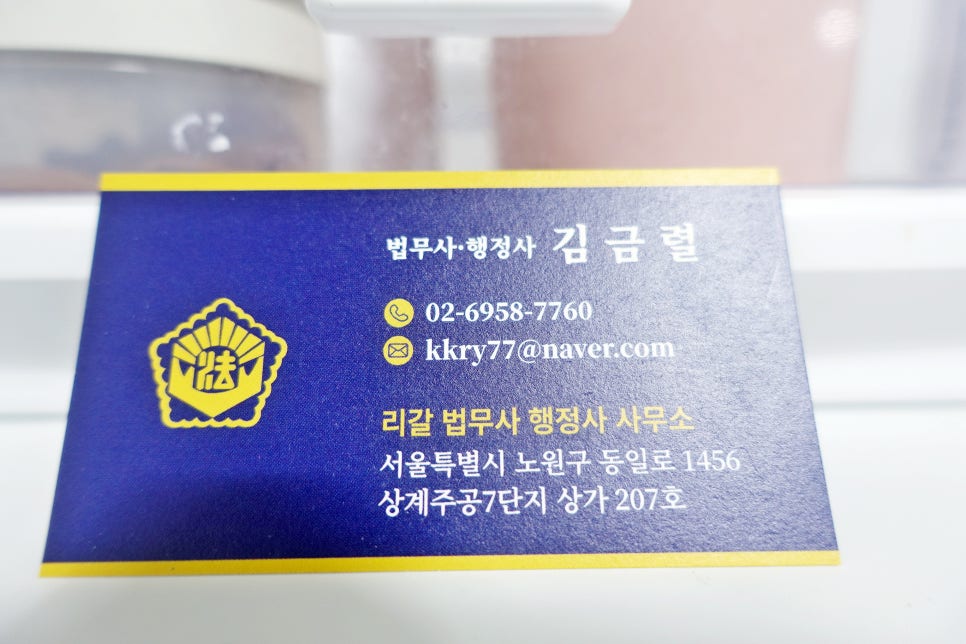 법무사·행정사 김금렬
02-6958-7760
kkry77@naver.com
法
리갈 법무사 행정사 사무소
서울특별시 노원구 동일로 1456
상계주공7단지 상가 207호